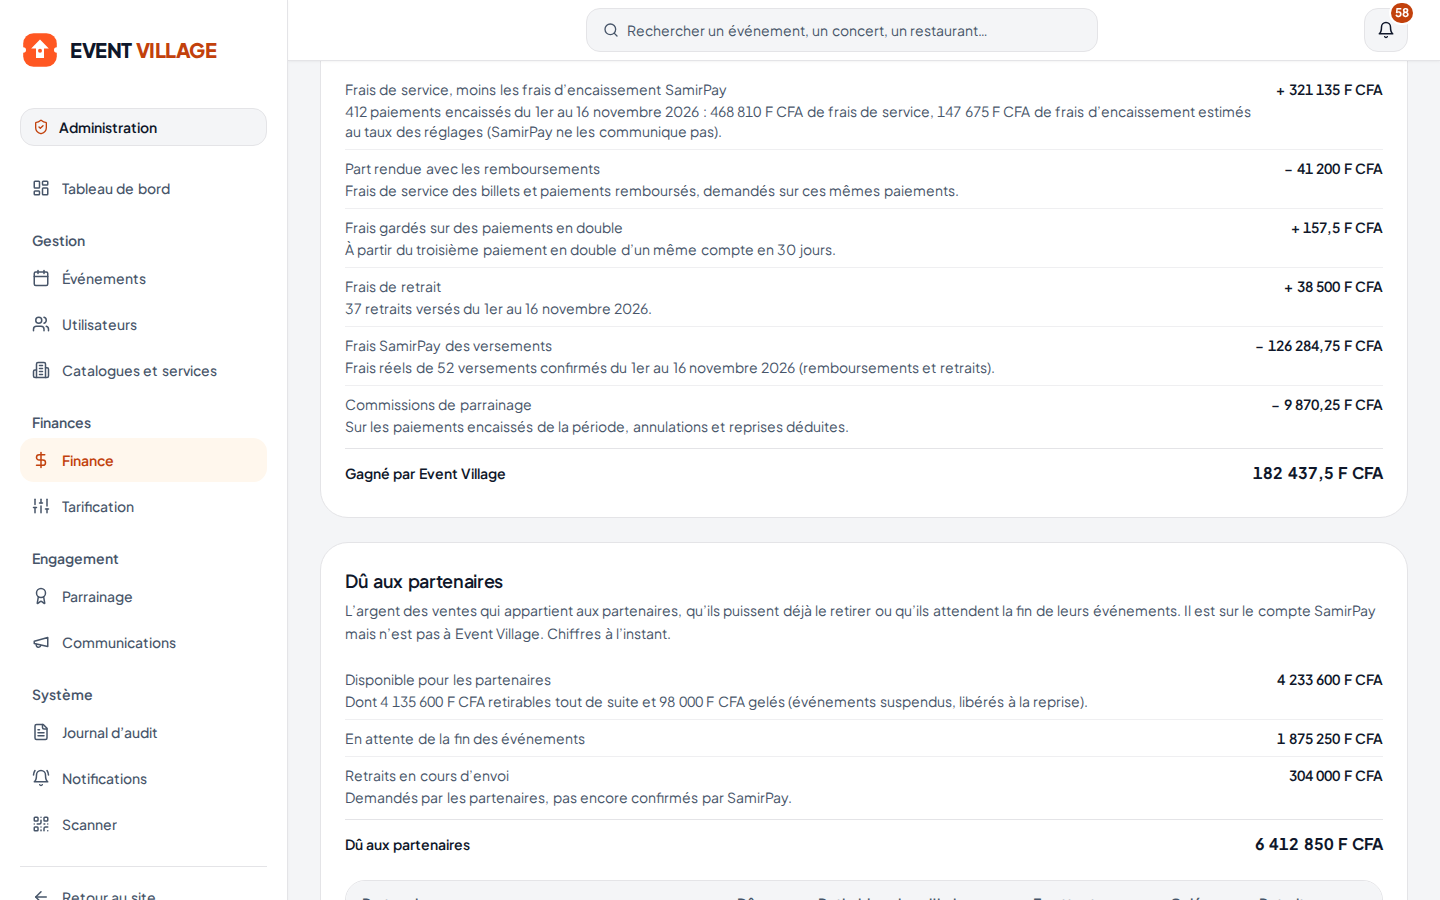 EVENT VILLAGE
Rechercher un événement, un concert, un restaurant...
58
Administration
Tableau de bord
Gestion
Événements
Utilisateurs
Catalogues et services
Finances
Finance
Tarification
Engagement
Parrainage
Communications
Système
Journal d'audit
Notifications
Scanner
Retour au site
Frais de service, moins les frais d'encaissement SamirPay
+ 321 135 F CFA
412 paiements encaissés du 1er au 16 novembre 2026 : 468 810 F CFA de frais de service, 147 675 F CFA de frais d'encaissement estimés
au taux des réglages (SamirPay ne les communique pas).
Part rendue avec les remboursements
− 41 200 F CFA
Frais de service des billets et paiements remboursés, demandés sur ces mêmes paiements.
Frais gardés sur des paiements en double
+ 157,5 F CFA
À partir du troisième paiement en double d'un même compte en 30 jours.
Frais de retrait
+ 38 500 F CFA
37 retraits versés du 1er au 16 novembre 2026.
Frais SamirPay des versements
− 126 284,75 F CFA
Frais réels de 52 versements confirmés du 1er au 16 novembre 2026 (remboursements et retraits).
Commissions de parrainage
− 9 870,25 F CFA
Sur les paiements encaissés de la période, annulations et reprises déduites.
Gagné par Event Village
182 437,5 F CFA
Dû aux partenaires
L'argent des ventes qui appartient aux partenaires, qu'ils puissent déjà le retirer ou qu'ils attendent la fin de leurs événements. Il est sur le compte SamirPay
mais n'est pas à Event Village. Chiffres à l'instant.
Disponible pour les partenaires
4 233 600 F CFA
Dont 4 135 600 F CFA retirables tout de suite et 98 000 F CFA gelés (événements suspendus, libérés à la reprise).
En attente de la fin des événements
1 875 250 F CFA
Retraits en cours d'envoi
304 000 F CFA
Demandés par les partenaires, pas encore confirmés par SamirPay.
Dû aux partenaires
6 412 850 F CFA